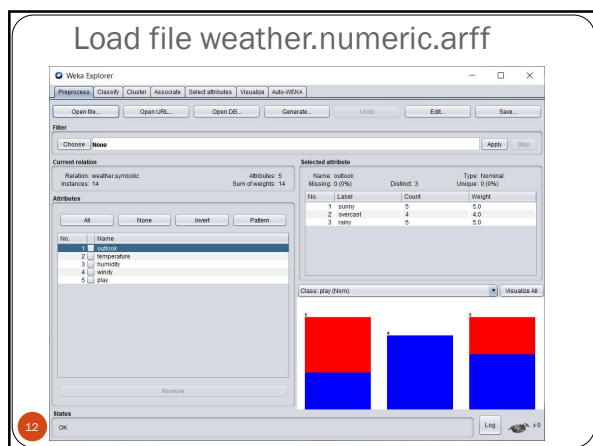 Load file weather.numeric.arff
Weka Explorer
Preprocess Classify Cluster Associate Select attributes Visualize Auto-WEKA
Open file... Open URL... Open DB... Generate... Undo Edit... Save...
Filter
Choose None Apply Stop
Current relation
Relation: weather.symbolic Attributes: 5
Instances: 14 Sum of weights: 14
Selected attribute
Name: outlook Type: Nominal
Missing: 0 (0%) Distinct: 3 Unique: 0 (0%)
No. Label Count Weight
1 sunny 5 5.0
2 overcast 4 4.0
3 rainy 5 5.0
Attributes
All None Invert Pattern
No. Name
1 outlook
2 temperature
3 humidity
4 windy
5 play
Remove
Class: play (Nom) Visualize All
5 4 5
Status
OK Log x 0
12